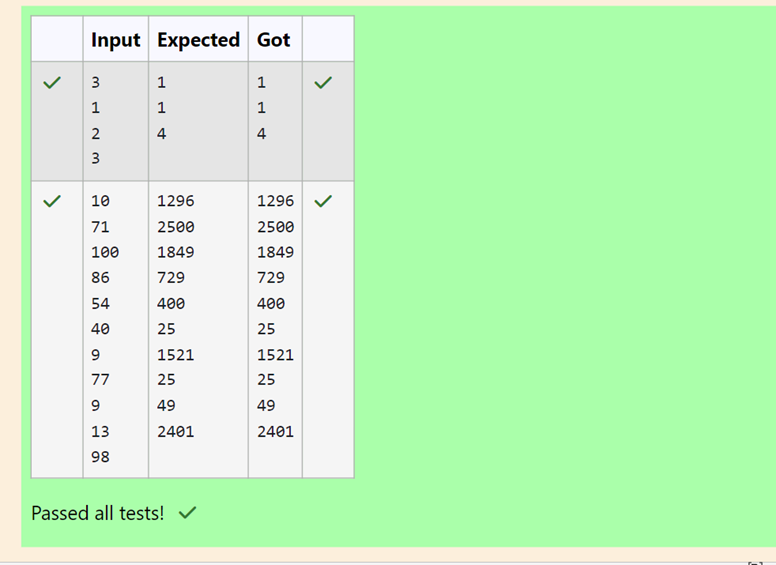 Input Expected Got
3 1 1
1 1 1
2 4 4
3
10 1296 1296
71 2500 2500
100 1849 1849
86 729 729
54 400 400
40 25 25
9 1521 1521
77 25 25
9 49 49
13 2401 2401
98
Passed all tests!